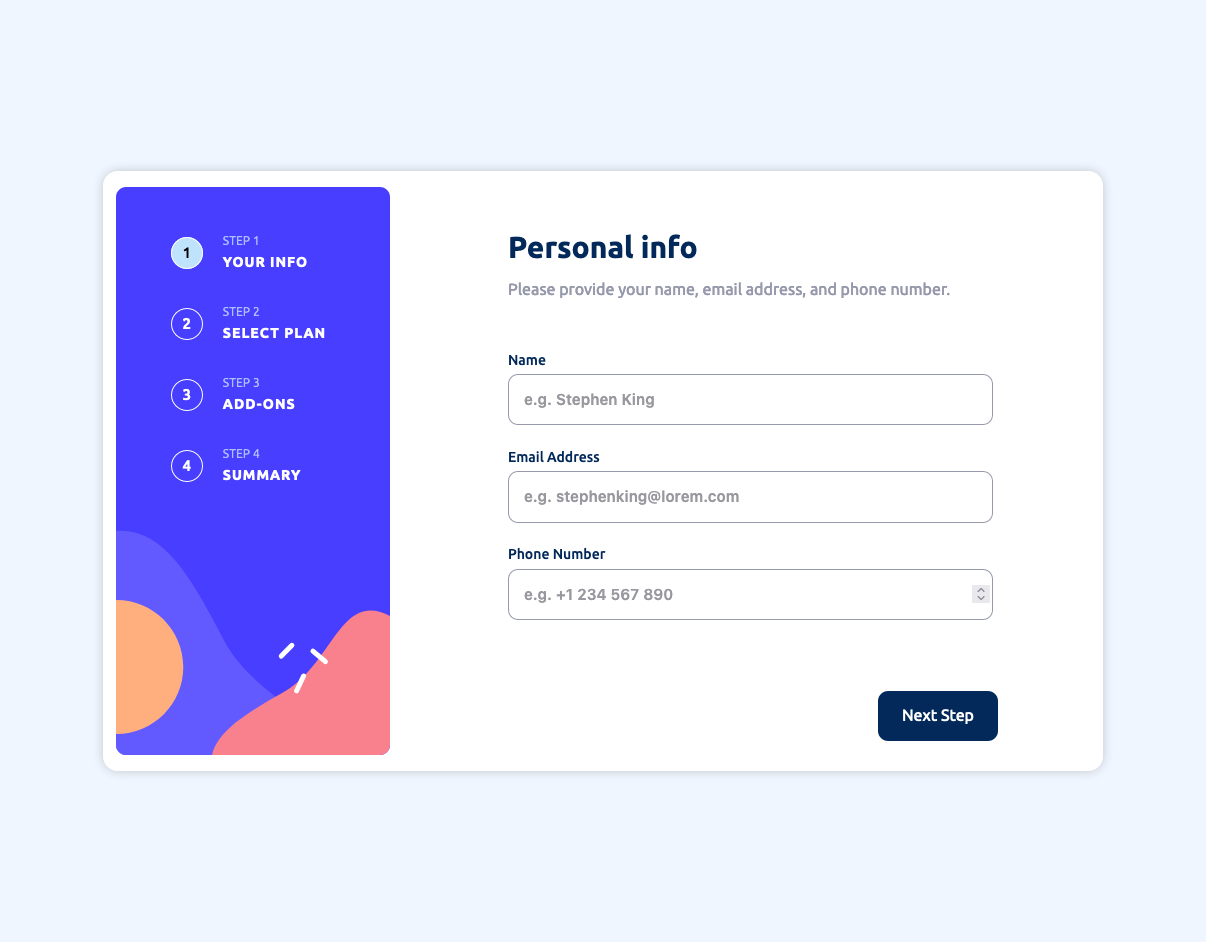 1
STEP 1
YOUR INFO
2
STEP 2
SELECT PLAN
3
STEP 3
ADD-ONS
4
STEP 4
SUMMARY
Personal info
Please provide your name, email address, and phone number.
Name
e.g. Stephen King
Email Address
e.g. stephenking@lorem.com
Phone Number
e.g. +1 234 567 890
Next Step